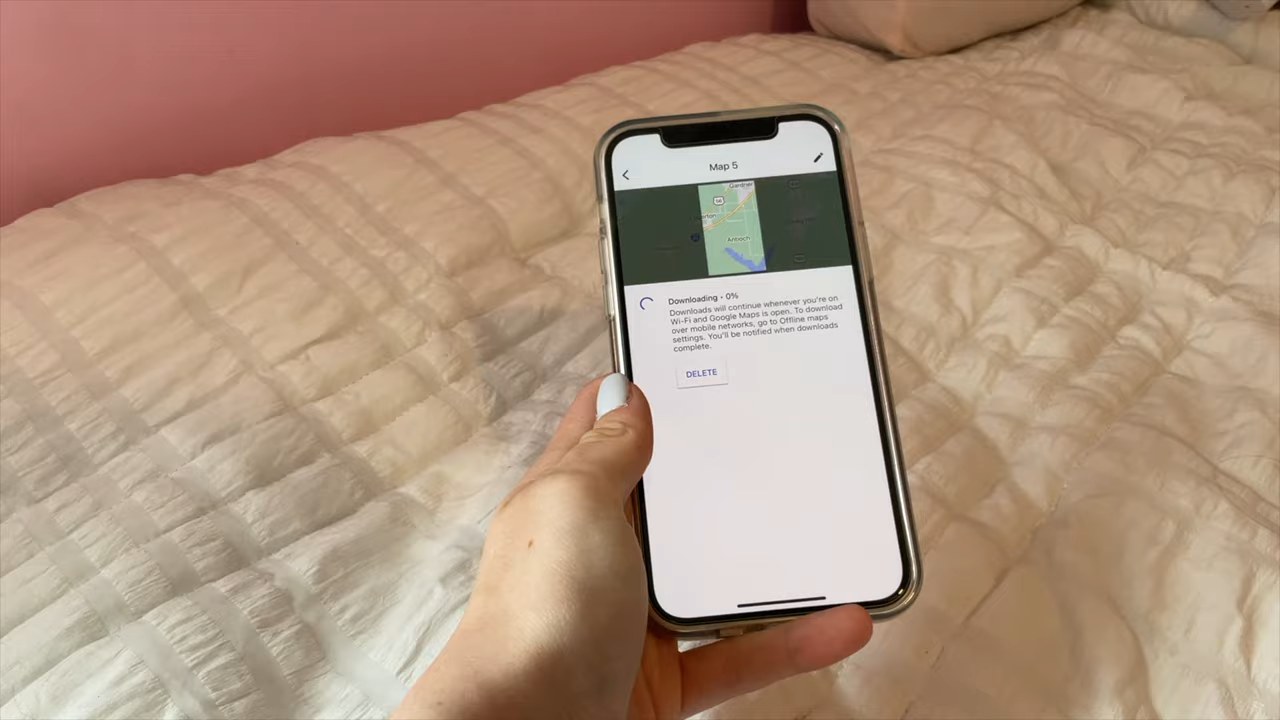 Map 5
Gardner
56
Antioch
Downloading • 0%
Downloads will continue whenever you're on
Wi-Fi and Google Maps is open. To download
over mobile networks, go to Offline maps
settings. You'll be notified when downloads
complete.
DELETE